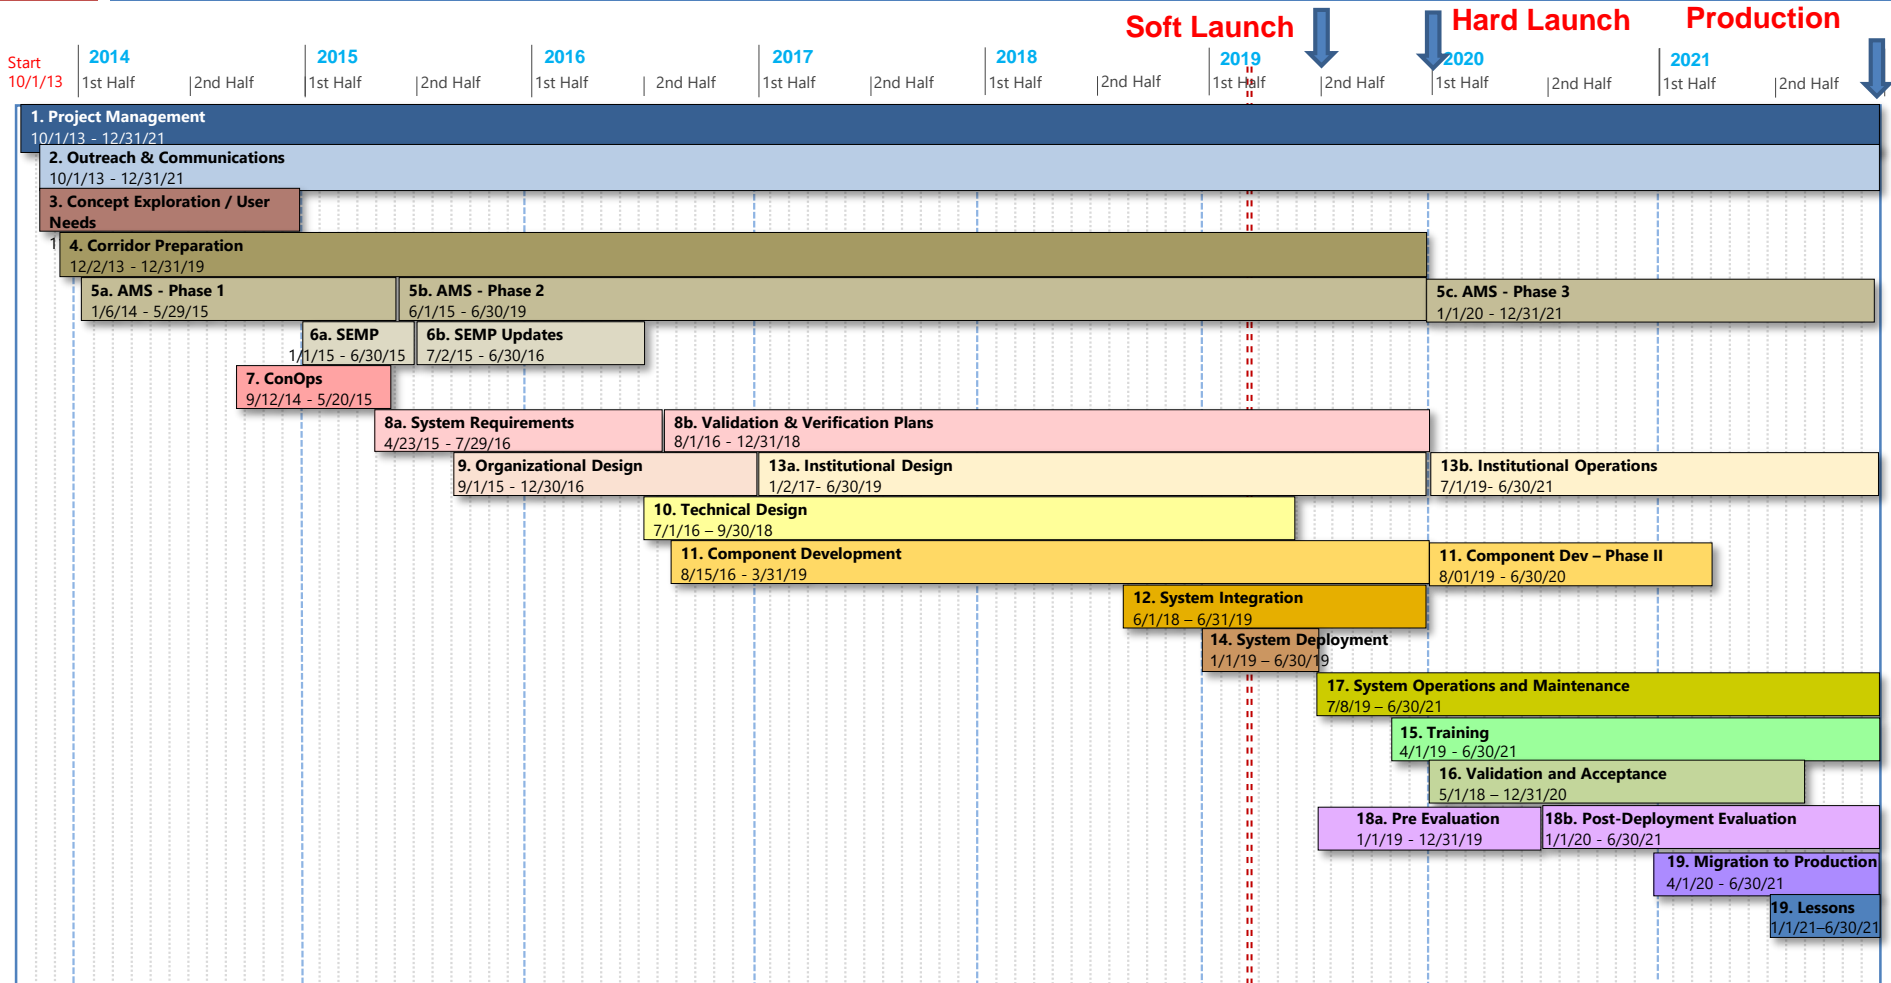 Soft Launch
Hard Launch
Production
Start
10/1/13
2014
2015
2016
2017
2018
2019
2020
2021
1st Half
2nd Half
1st Half
2nd Half
1st Half
2nd Half
1st Half
2nd Half
1st Half
2nd Half
1st Half
2nd Half
1st Half
2nd Half
1st Half
2nd Half
1. Project Management
10/1/13 - 12/31/21
2. Outreach & Communications
10/1/13 - 12/31/21
3. Concept Exploration / User
Needs
1
4. Corridor Preparation
12/2/13 - 12/31/19
5a. AMS - Phase 1
1/6/14 - 5/29/15
5b. AMS - Phase 2
6/1/15 - 6/30/19
5c. AMS - Phase 3
1/1/20 - 12/31/21
6a. SEMP
1/1/15 - 6/30/15
6b. SEMP Updates
7/2/15 - 6/30/16
7. ConOps
9/12/14 - 5/20/15
8a. System Requirements
4/23/15 - 7/29/16
8b. Validation & Verification Plans
8/1/16 - 12/31/18
9. Organizational Design
9/1/15 - 12/30/16
13a. Institutional Design
1/2/17- 6/30/19
13b. Institutional Operations
7/1/19- 6/30/21
10. Technical Design
7/1/16 – 9/30/18
11. Component Development
8/15/16 - 3/31/19
11. Component Dev – Phase II
8/01/19 - 6/30/20
12. System Integration
6/1/18 – 6/31/19
14. System Deployment
1/1/19 – 6/30/19
17. System Operations and Maintenance
7/8/19 – 6/30/21
15. Training
4/1/19 - 6/30/21
16. Validation and Acceptance
5/1/18 – 12/31/20
18a. Pre Evaluation
1/1/19 - 12/31/19
18b. Post-Deployment Evaluation
1/1/20 - 6/30/21
19. Migration to Production
4/1/20 - 6/30/21
19. Lessons
1/1/21–6/30/21